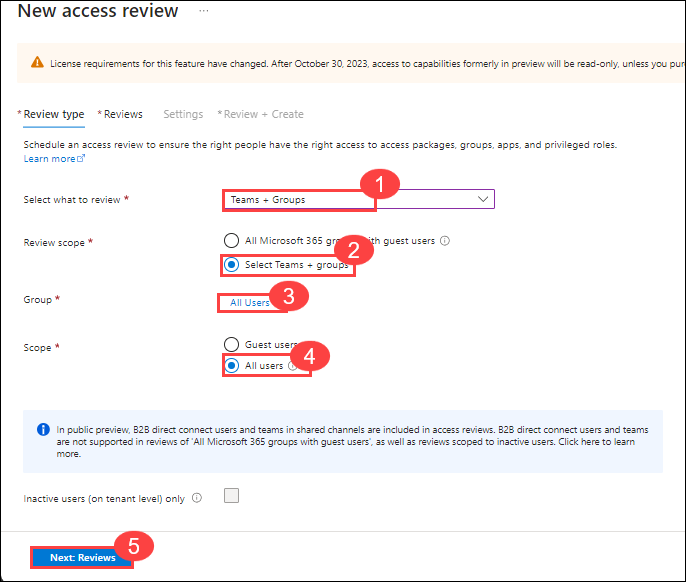 New access review ...
License requirements for this feature have changed. After October 30, 2023, access to capabilities formerly in preview will be read-only, unless you pur
*Review type *Reviews Settings *Review + Create
Schedule an access review to ensure the right people have the right access to access packages, groups, apps, and privileged roles.
Learn more
1
Select what to review * Teams + Groups
Review scope * All Microsoft 365 gro with guest users
2
Select Teams + groups
3
Group * All Users
Scope * Guest users
4
All users
In public preview, B2B direct connect users and teams in shared channels are included in access reviews. B2B direct connect users and teams
are not supported in reviews of 'All Microsoft 365 groups with guest users', as well as reviews scoped to inactive users. Click here to learn
more.
Inactive users (on tenant level) only
5
Next: Reviews